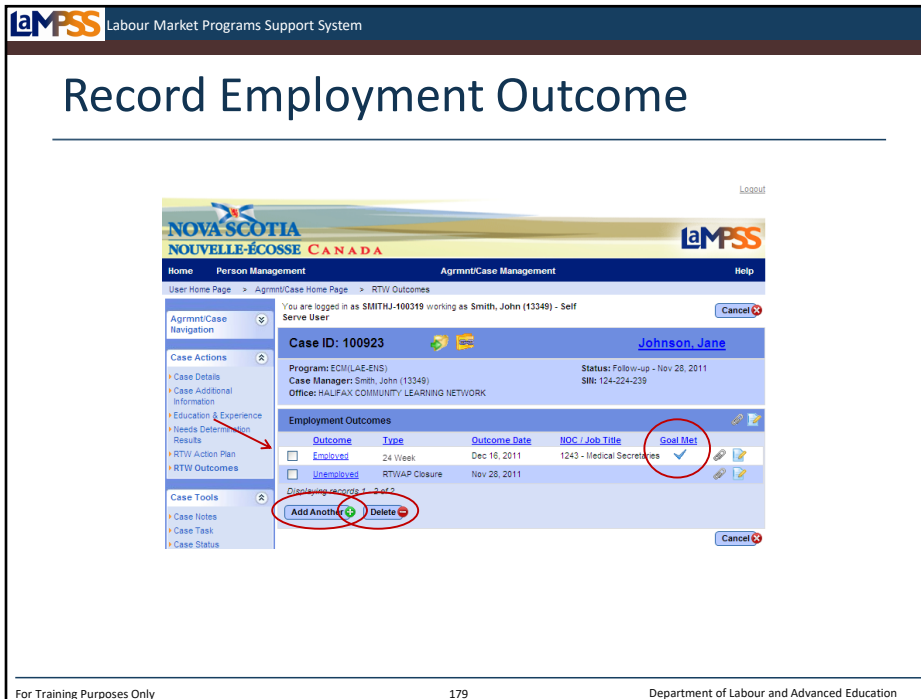 LaMPSS Labour Market Programs Support System
Record Employment Outcome
Logout
NOVA SCOTIA
NOUVELLE-ÉCOSSE CANADA
LaMPSS
Home Person Management Agrmnt/Case Management Help
User Home Page > Agrmnt/Case Home Page > RTW Outcomes
Agrmnt/Case Navigation
Case Actions
Case Details
Case Additional Information
Education & Experience
Needs Determination Results
RTW Action Plan
RTW Outcomes
Case Tools
Case Notes
Case Task
Case Status
You are logged in as SMITHJ-100319 working as Smith, John (13349) - Self
Serve User
Cancel
Case ID: 100923 Johnson, Jane
Program: ECM(LAE-ENS) Status: Follow-up - Nov 28, 2011
Case Manager: Smith, John (13349) SIN: 124-224-239
Office: HALIFAX COMMUNITY LEARNING NETWORK
Employment Outcomes
Outcome Type Outcome Date NOC / Job Title Goal Met
Employed 24 Week Dec 16, 2011 1243 - Medical Secretaries
Unemployed RTWAP Closure Nov 28, 2011
Displaying records 1 - 2 of 2
Add Another Delete
Cancel
For Training Purposes Only 179 Department of Labour and Advanced Education